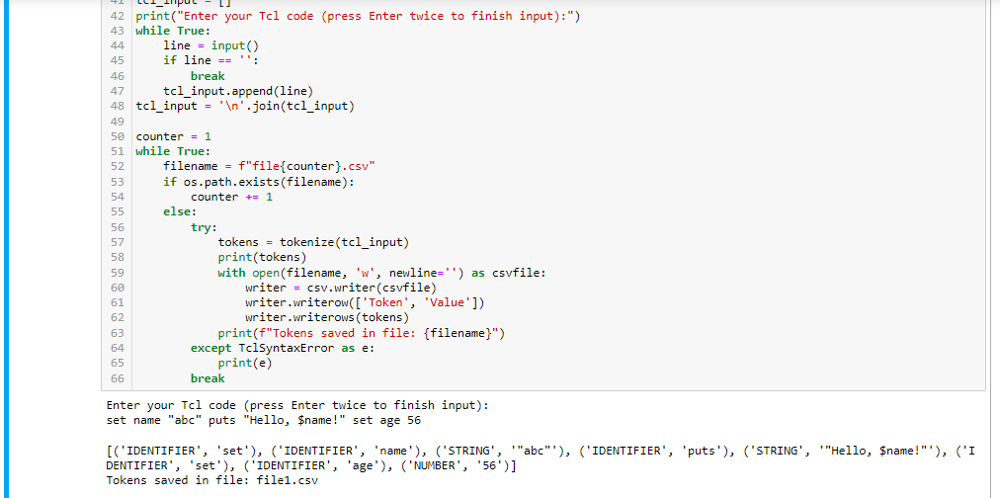 41 tcl_input = []
42 print("Enter your Tcl code (press Enter twice to finish input):")
43 while True:
44     line = input()
45     if line == '':
46         break
47     tcl_input.append(line)
48 tcl_input = '\n'.join(tcl_input)
49
50 counter = 1
51 while True:
52     filename = f"file{counter}.csv"
53     if os.path.exists(filename):
54         counter += 1
55     else:
56         try:
57             tokens = tokenize(tcl_input)
58             print(tokens)
59             with open(filename, 'w', newline='') as csvfile:
60                 writer = csv.writer(csvfile)
61                 writer.writerow(['Token', 'Value'])
62                 writer.writerows(tokens)
63             print(f"Tokens saved in file: {filename}")
64         except TclSyntaxError as e:
65             print(e)
66         break
Enter your Tcl code (press Enter twice to finish input):
set name "abc" puts "Hello, $name!" set age 56
[('IDENTIFIER', 'set'), ('IDENTIFIER', 'name'), ('STRING', '"abc"'), ('IDENTIFIER', 'puts'), ('STRING', '"Hello, $name!"'), ('I
DENTIFIER', 'set'), ('IDENTIFIER', 'age'), ('NUMBER', '56')]
Tokens saved in file: file1.csv